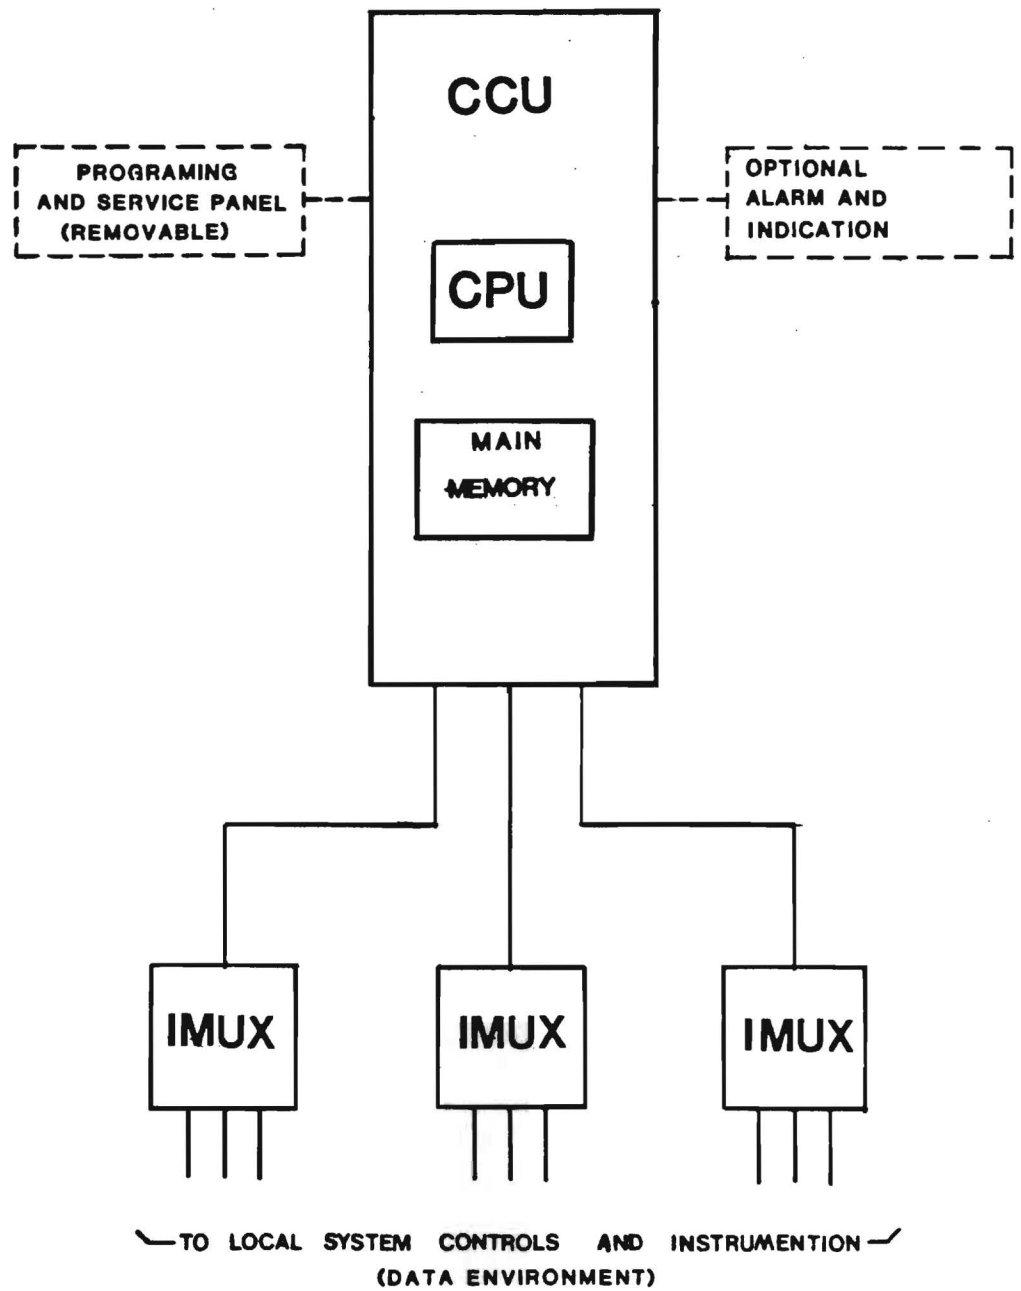 CCU
PROGRAMING
AND SERVICE PANEL
(REMOVABLE)
OPTIONAL
ALARM AND
INDICATION
CPU
MAIN
MEMORY
IMUX
IMUX
IMUX
TO LOCAL SYSTEM CONTROLS AND INSTRUMENTION
(DATA ENVIRONMENT)